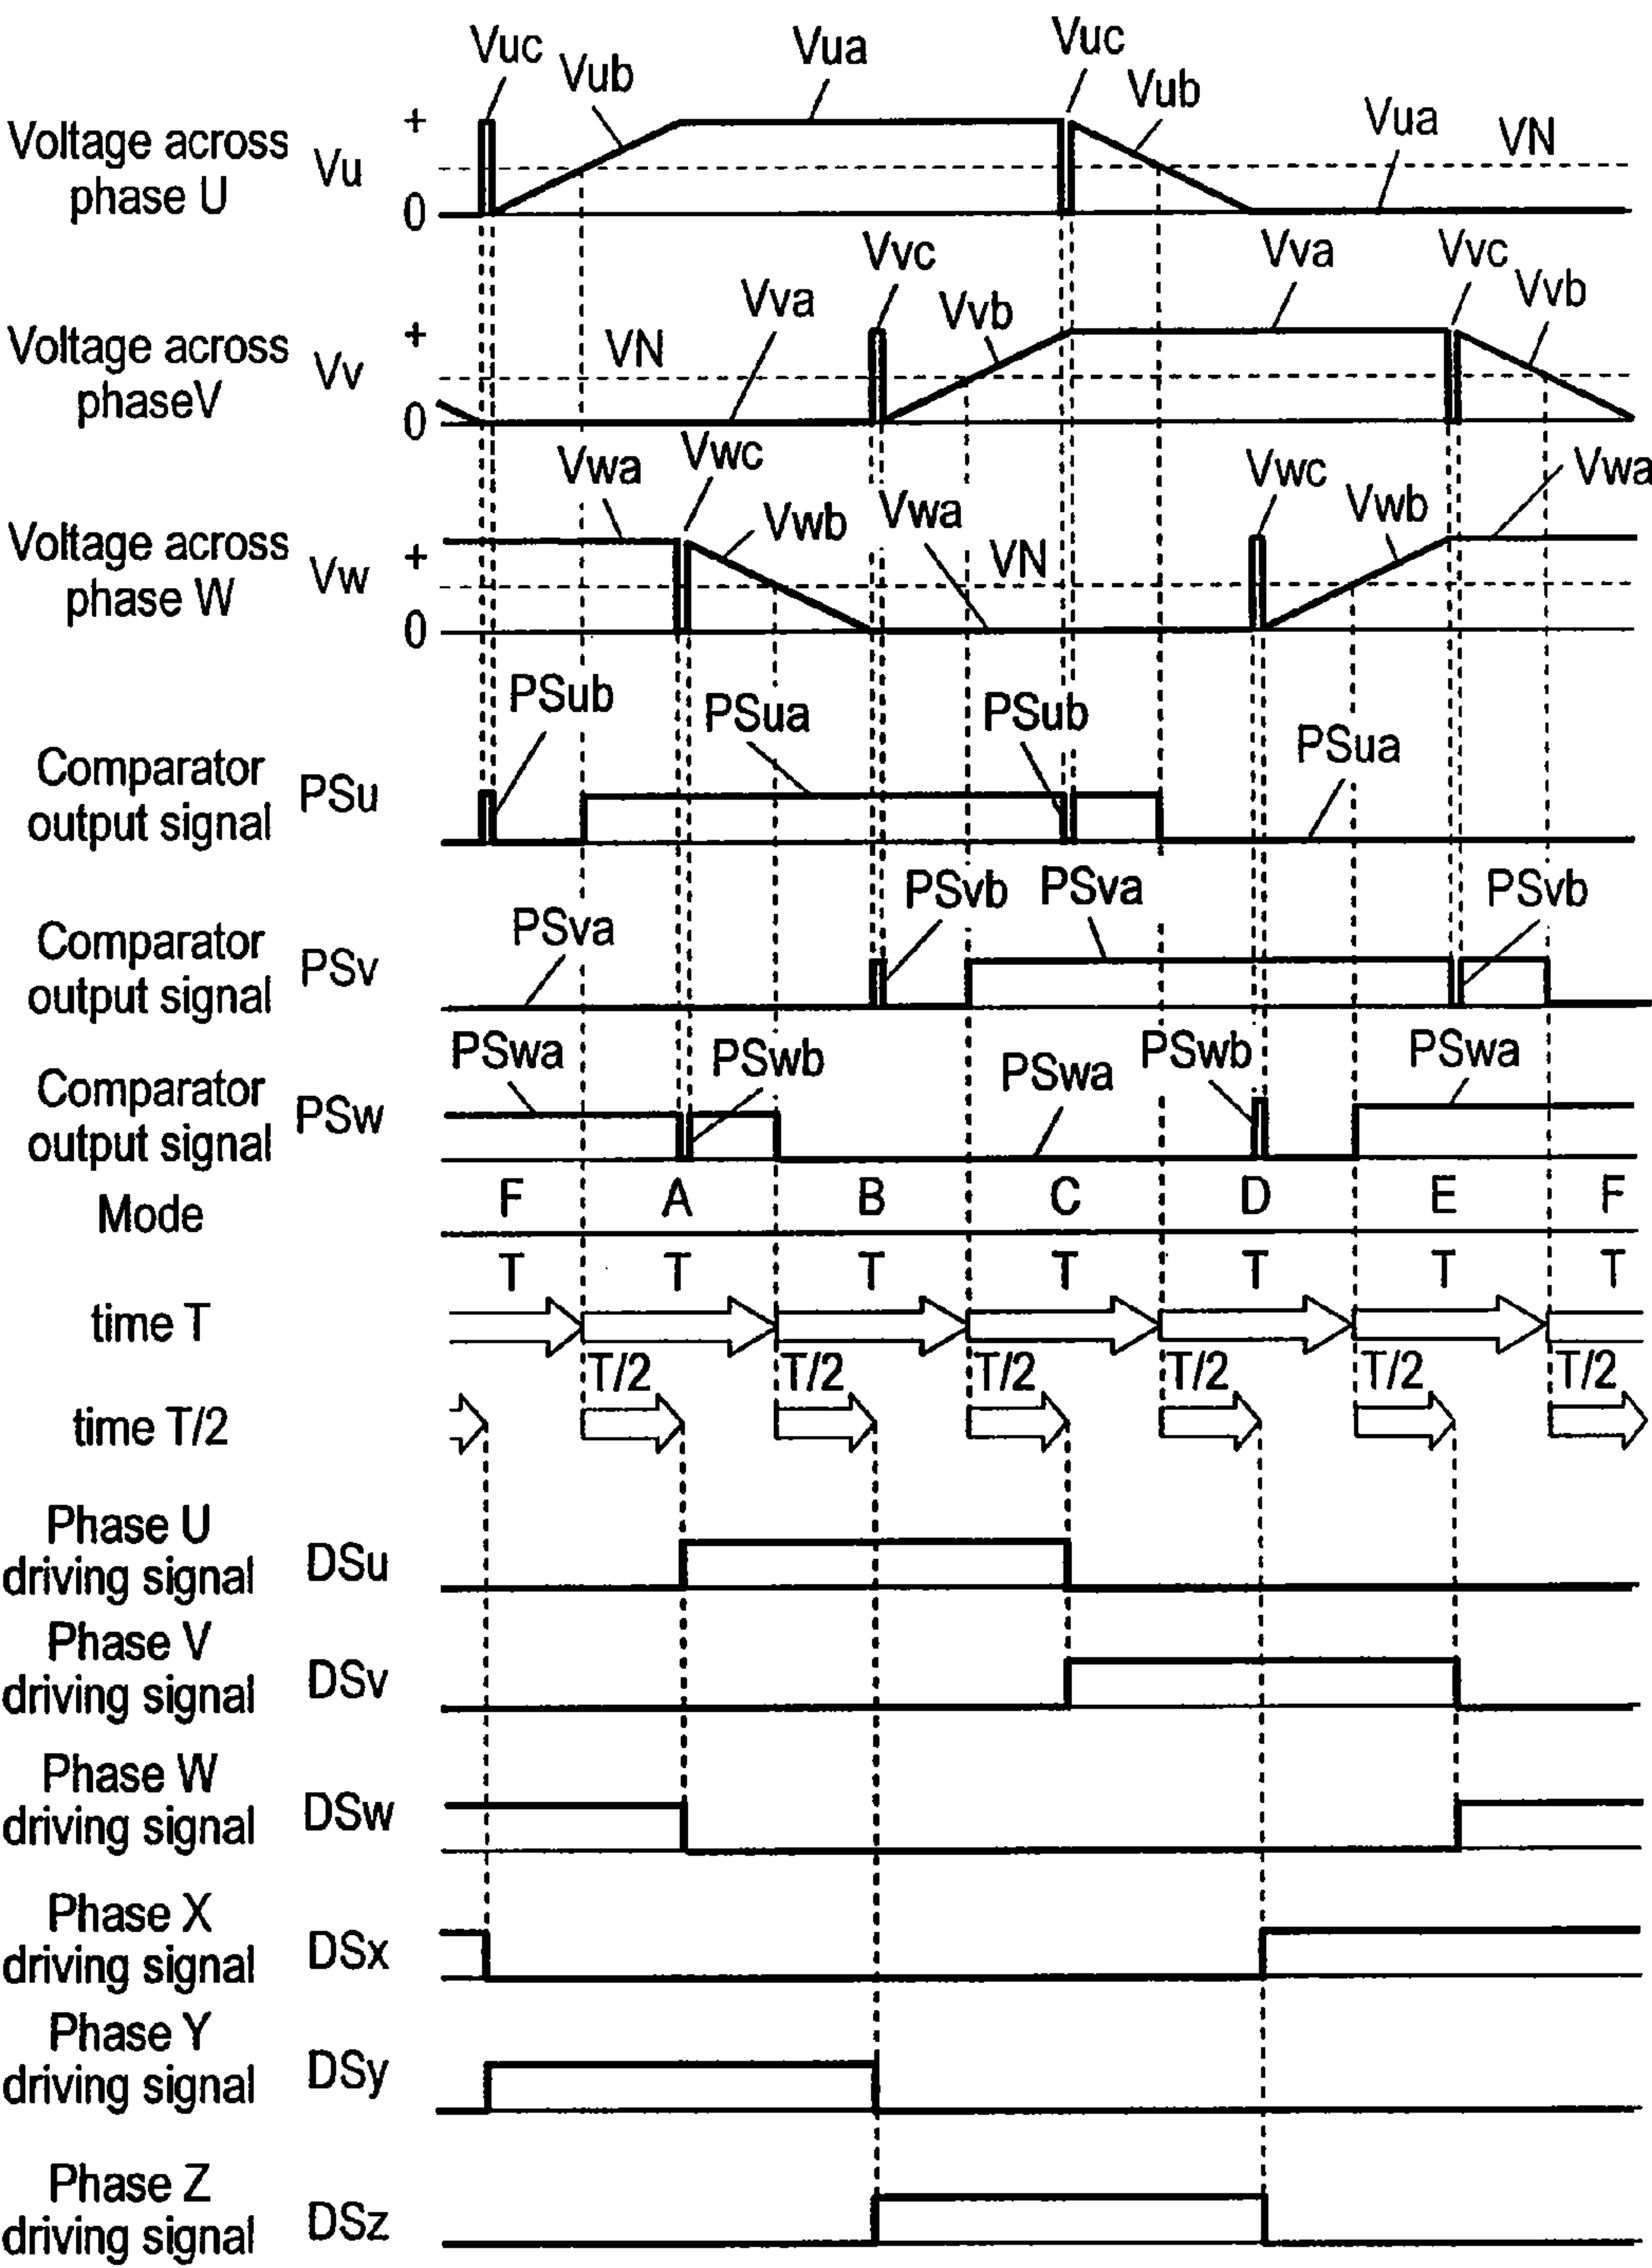 Vuc
Vub
Vua
Vuc
Vub
Vua
VN
Voltage across
phase U
Vu
+
0
Vvc
Vva
Vvc
Vvb
Vva
Vvb
VN
Voltage across
phaseV
Vv
+
0
Vwa
Vwc
Vwb
Vwa
VN
Vwc
Vwb
Vwa
Voltage across
phase W
Vw
+
0
PSub
PSua
PSub
PSua
Comparator
output signal
PSu
PSva
PSvb
PSva
PSvb
Comparator
output signal
PSv
PSwa
PSwb
PSwa
PSwb
PSwa
Comparator
output signal
PSw
Mode
F
A
B
C
D
E
F
T
T
T
T
T
T
T
time T
T/2
T/2
T/2
T/2
T/2
T/2
time T/2
Phase U
driving signal
DSu
Phase V
driving signal
DSv
Phase W
driving signal
DSw
Phase X
driving signal
DSx
Phase Y
driving signal
DSy
Phase Z
driving signal
DSz